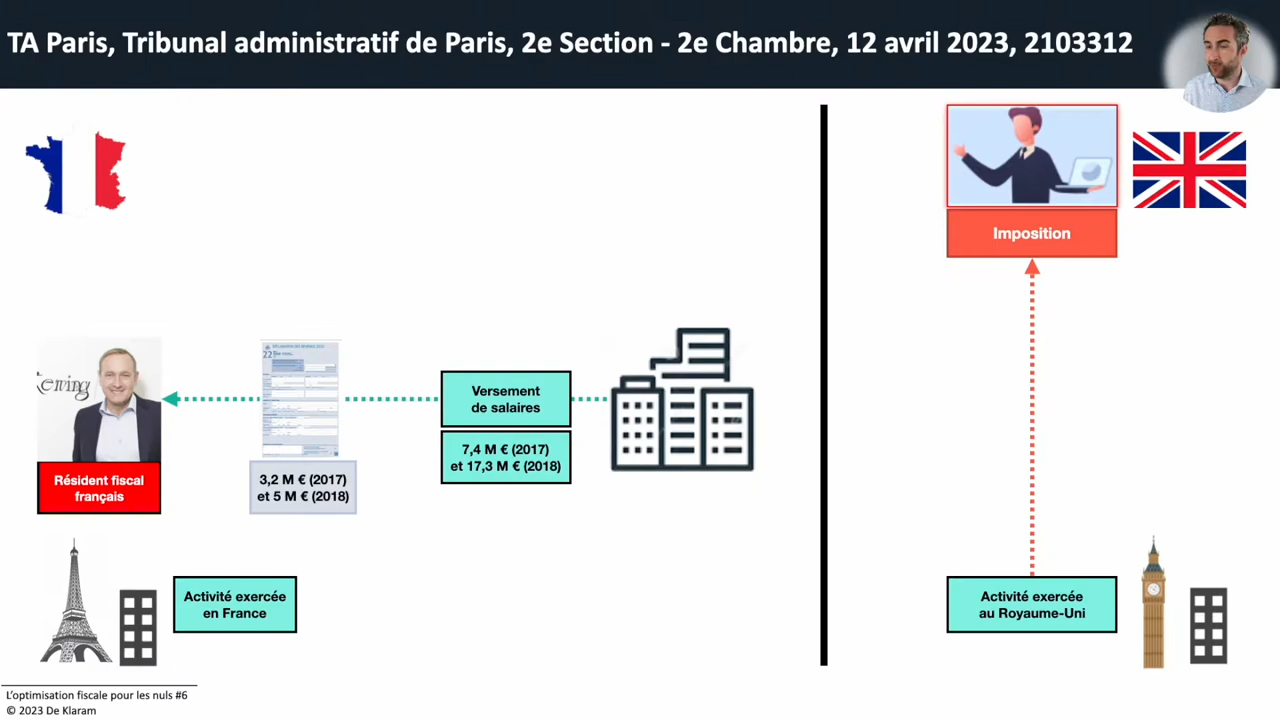 TA Paris, Tribunal administratif de Paris, 2e Section - 2e Chambre, 12 avril 2023, 2103312
Imposition
Versement
de salaires
7,4 M € (2017)
et 17,3 M € (2018)
Résident fiscal
français
3,2 M € (2017)
et 5 M € (2018)
Activité exercée
en France
Activité exercée
au Royaume-Uni
L'optimisation fiscale pour les nuls #6
© 2023 De Klaram